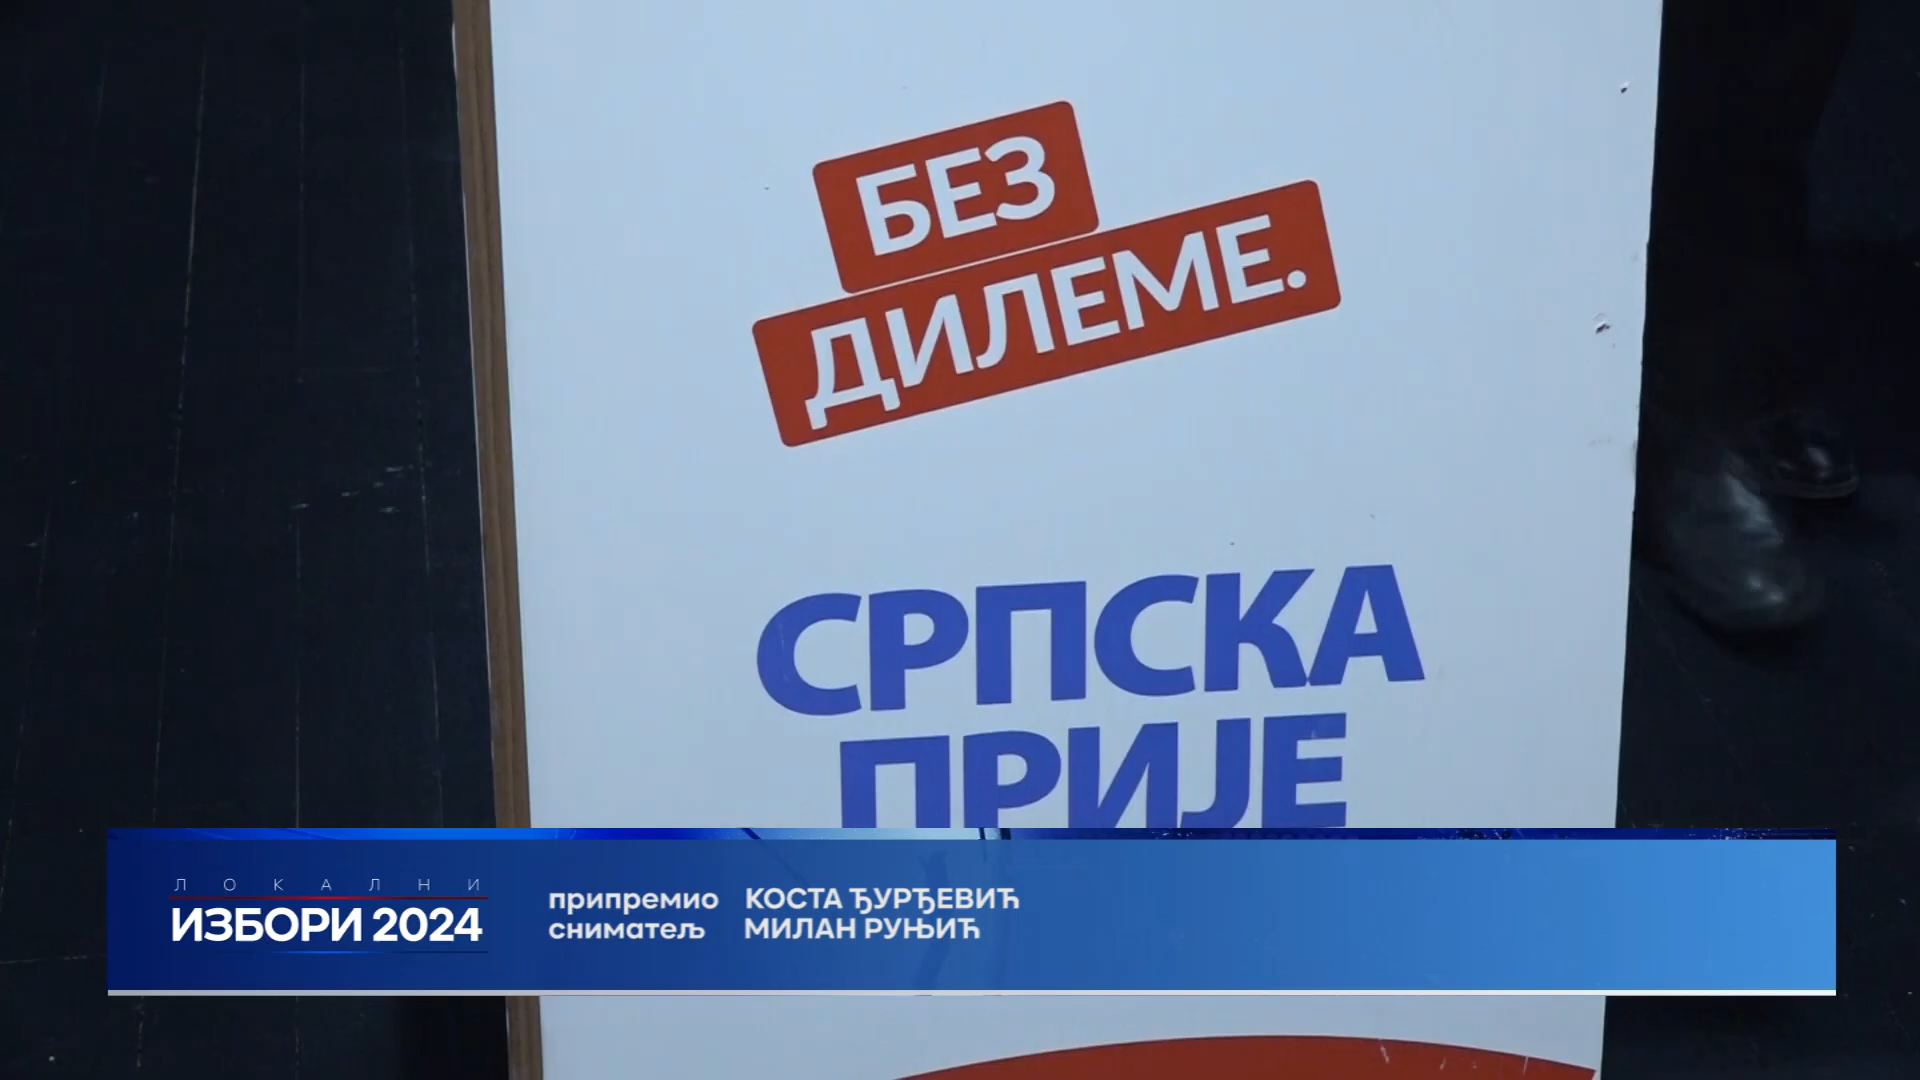 БЕЗ
ДИЛЕМЕ.
СРПСКА
ПРИЈЕ
ЛОКАЛНИ
ИЗБОРИ 2024
припремио КОСТА ЂУРЂЕВИЋ
сниматељ МИЛАН РУЊИЋ